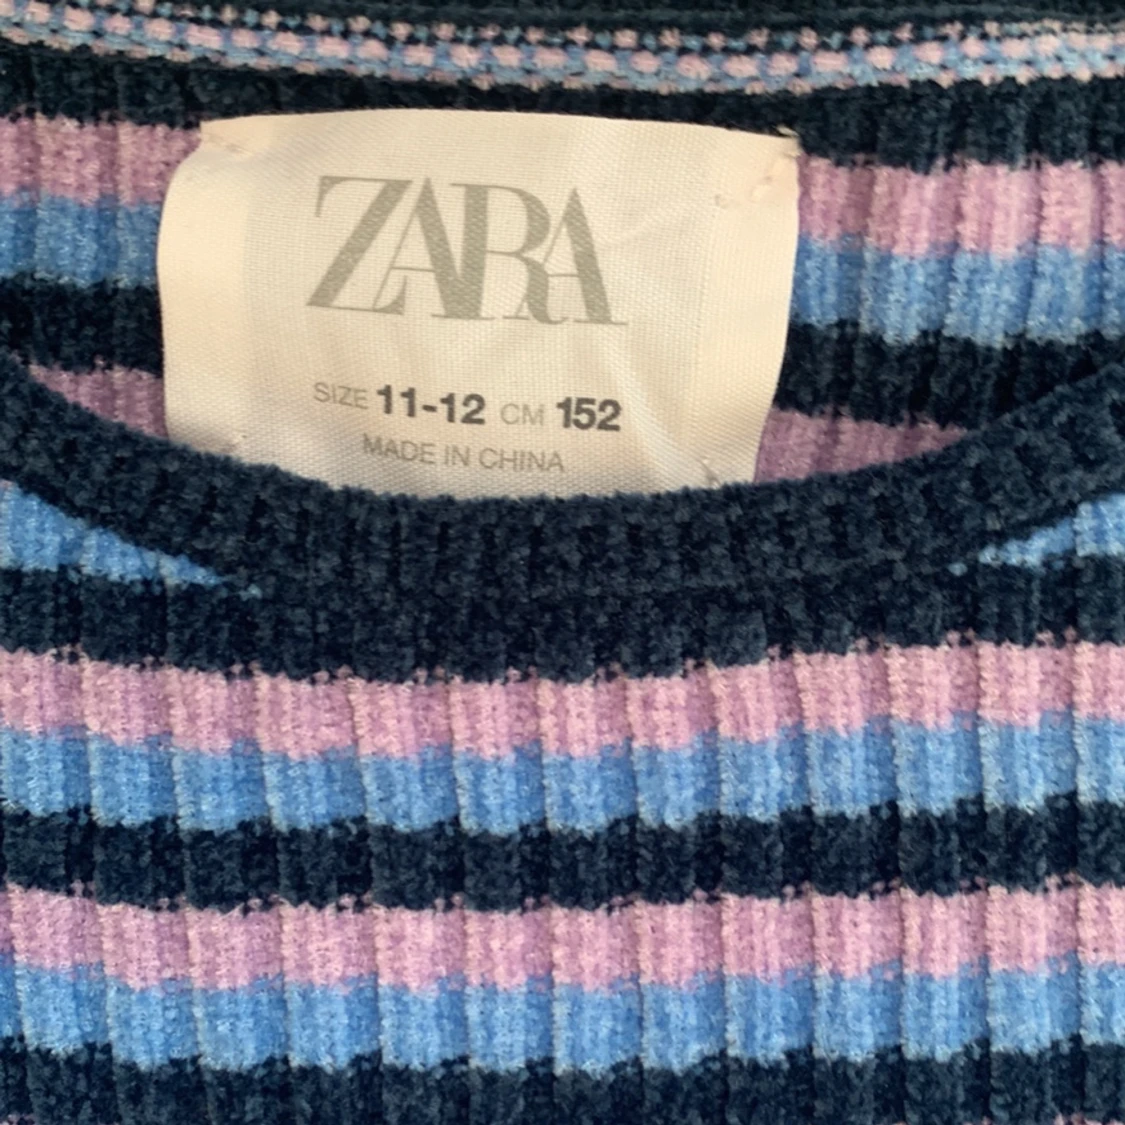 ZARA
SIZE 11-12 CM 152
MADE IN CHINA